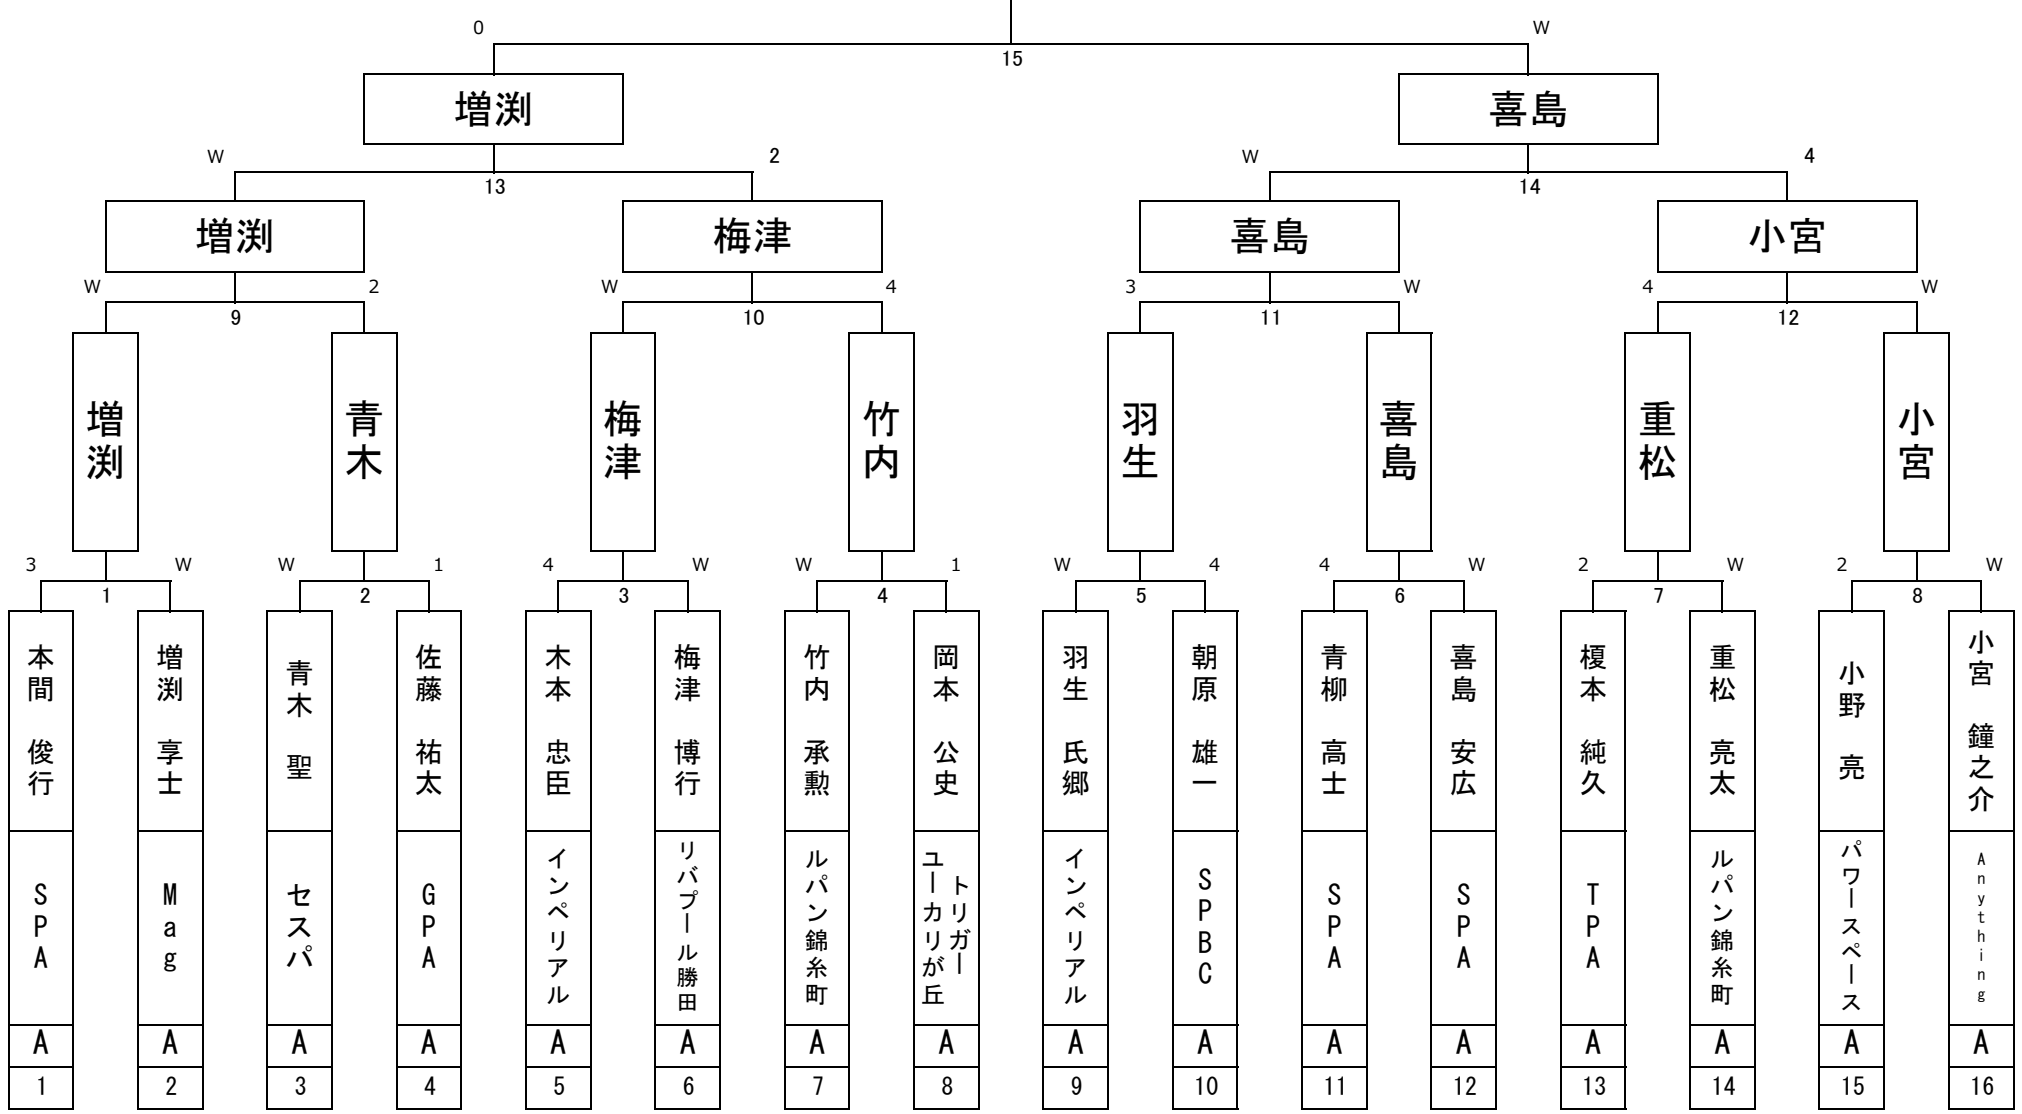 0 W
15
増渕 喜島
W 2 W 4
13 14
増渕 梅津 喜島 小宮
W 2 W 4 3 W 4 W
9 10 11 12
増渕 青木 梅津 竹内 羽生 喜島 重松 小宮
3 W W 1 4 W W 1 W 4 4 W 2 W 2 W
1 2 3 4 5 6 7 8
本間 俊行
増渕 享士
青木 聖
佐藤 祐太
木本 忠臣
梅津 博行
竹内 承勲
岡本 公史
羽生 氏郷
朝原 雄一
青柳 高士
喜島 安広
榎本 純久
重松 亮太
小野 亮
小宮 鐘之介
SPA
Mag
セスパ
GPA
インペリアル
リバプール勝田
ルパン錦糸町
トリガー
ユーカリが丘
インペリアル
SPBC
SPA
SPA
TPA
ルパン錦糸町
パワースペース
Anything
A A A A A A A A A A A A A A A A
1 2 3 4 5 6 7 8 9 10 11 12 13 14 15 16